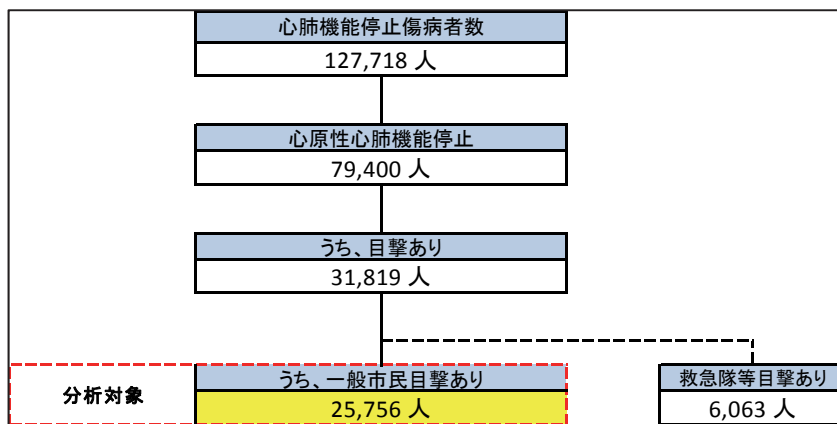 心肺機能停止傷病者数
127,718 人
心原性心肺機能停止
79,400 人
うち、目撃あり
31,819 人
分析対象
うち、一般市民目撃あり
25,756 人
救急隊等目撃あり
6,063 人